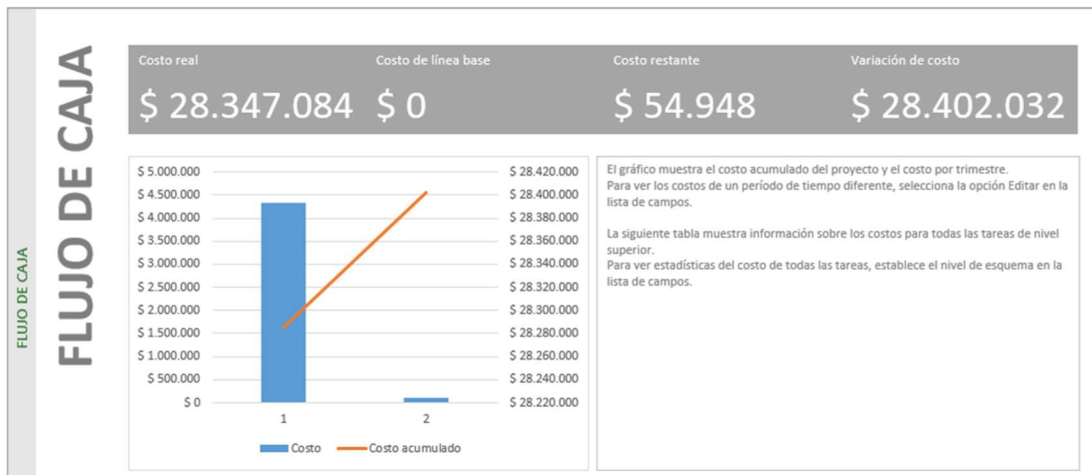 FLUJO DE CAJA
FLUJO DE CAJA
Costo real
$ 28.347.084
Costo de línea base
$ 0
Costo restante
$ 54.948
Variación de costo
$ 28.402.032
$ 5.000.000
$ 4.500.000
$ 4.000.000
$ 3.500.000
$ 3.000.000
$ 2.500.000
$ 2.000.000
$ 1.500.000
$ 1.000.000
$ 500.000
$ 0
$ 28.420.000
$ 28.400.000
$ 28.380.000
$ 28.360.000
$ 28.340.000
$ 28.320.000
$ 28.300.000
$ 28.280.000
$ 28.260.000
$ 28.240.000
$ 28.220.000
1
2
Costo
Costo acumulado
El gráfico muestra el costo acumulado del proyecto y el costo por trimestre.
Para ver los costos de un período de tiempo diferente, selecciona la opción Editar en la
lista de campos.
La siguiente tabla muestra información sobre los costos para todas las tareas de nivel
superior.
Para ver estadísticas del costo de todas las tareas, establece el nivel de esquema en la
lista de campos.